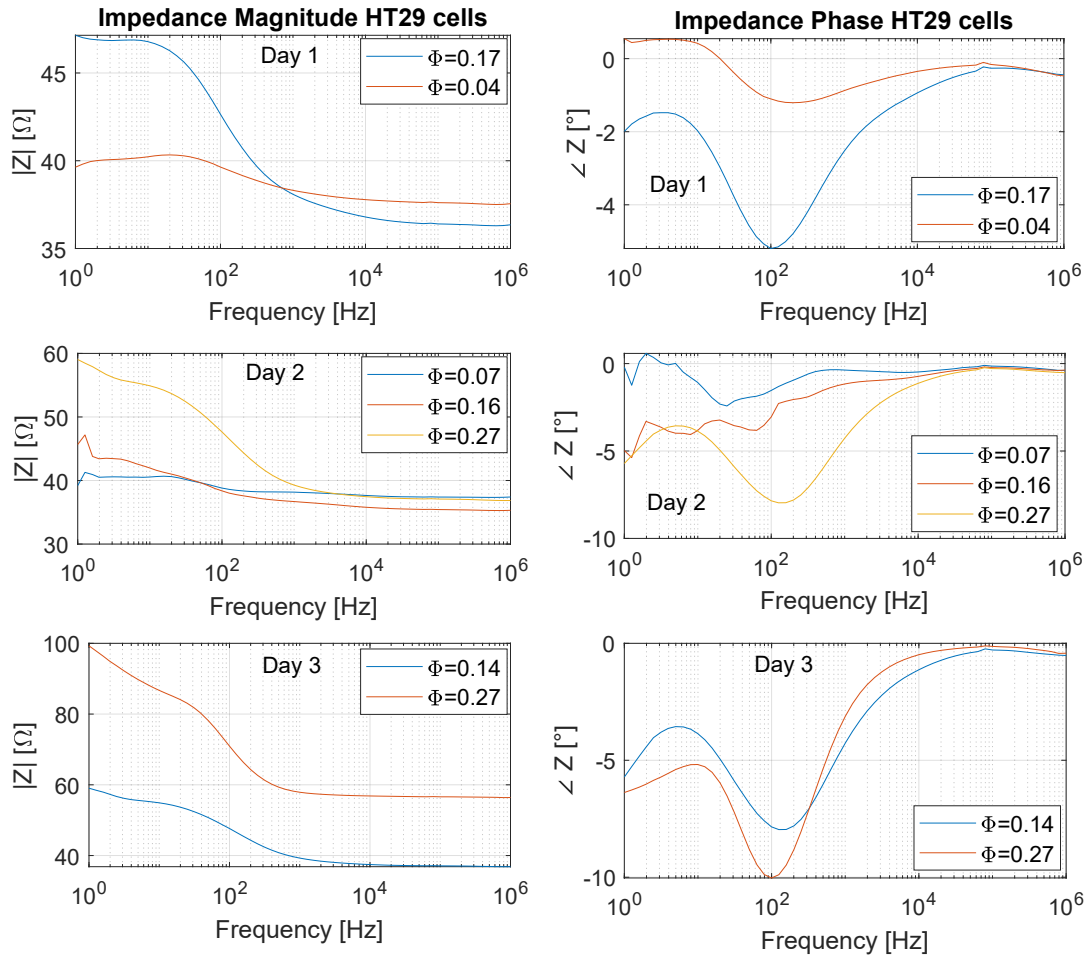 Impedance Magnitude HT29 cells
|Z| [Ω]
45
40
35
Day 1
Φ=0.17
Φ=0.04
10^0 10^2 10^4 10^6
Frequency [Hz]
Impedance Phase HT29 cells
∠ Z [°]
0
-2
-4
Day 1
Φ=0.17
Φ=0.04
10^0 10^2 10^4 10^6
Frequency [Hz]
|Z| [Ω]
60
50
40
30
Day 2
Φ=0.07
Φ=0.16
Φ=0.27
10^0 10^2 10^4 10^6
Frequency [Hz]
∠ Z [°]
0
-5
-10
Day 2
Φ=0.07
Φ=0.16
Φ=0.27
10^0 10^2 10^4 10^6
Frequency [Hz]
|Z| [Ω]
100
80
60
40
Day 3
Φ=0.14
Φ=0.27
10^0 10^2 10^4 10^6
Frequency [Hz]
∠ Z [°]
0
-5
-10
Day 3
Φ=0.14
Φ=0.27
10^0 10^2 10^4 10^6
Frequency [Hz]